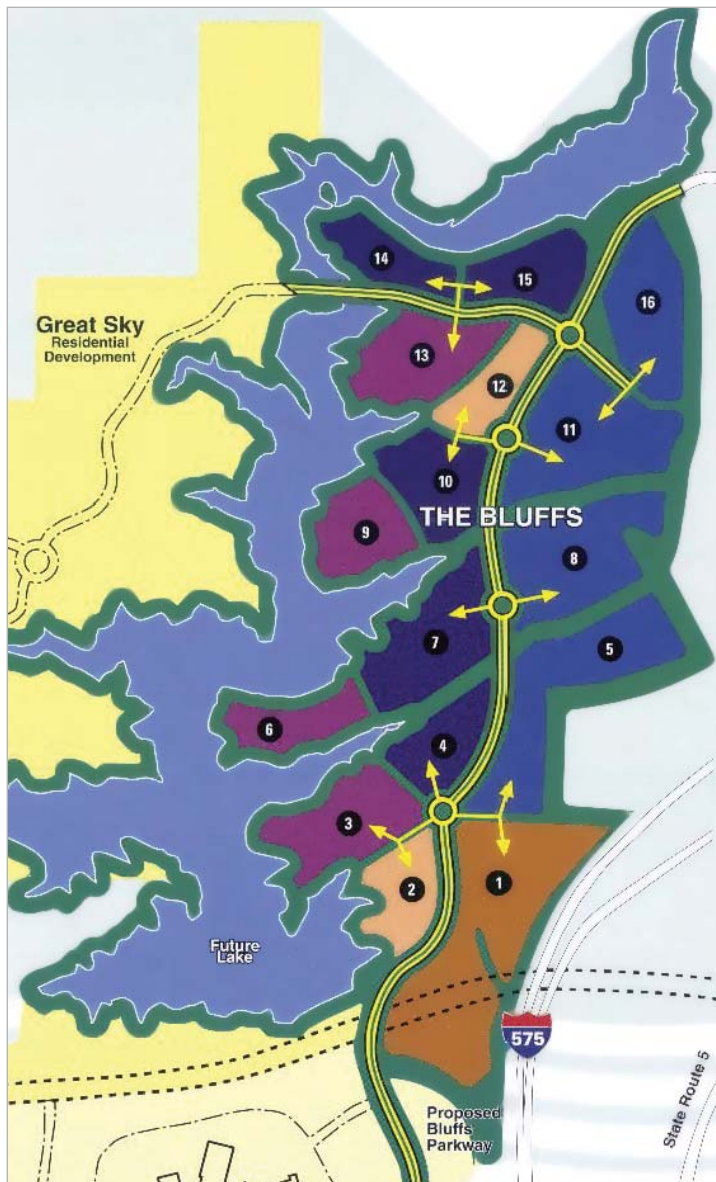 14
15
16
Great Sky
Residential
Development
13
12
11
10
THE BLUFFS
9
8
7
5
6
4
3
2
1
Future
Lake
575
State Route 5
Proposed
Bluffs
Parkway